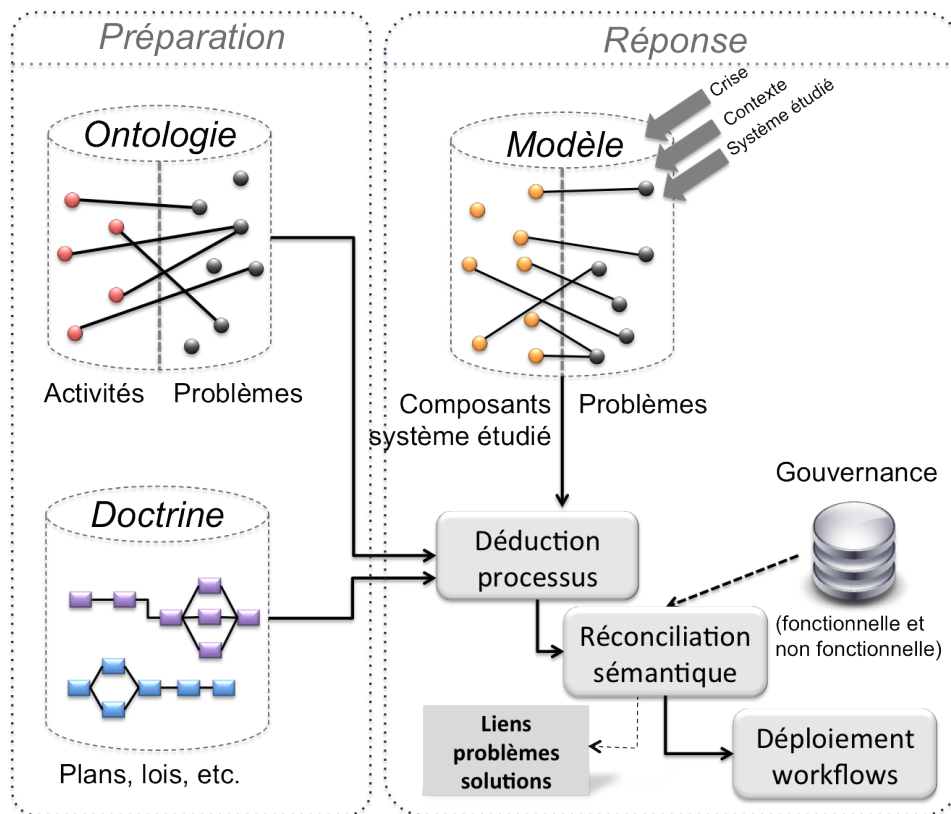 Préparation
Réponse
Crise
Contexte
Système étudié
Ontologie
Modèle
Activités
Problèmes
Composants
système étudié
Problèmes
Doctrine
Plans, lois, etc.
Gouvernance
(fonctionnelle et
non fonctionnelle)
Déduction
processus
Réconciliation
sémantique
Liens
problèmes
solutions
Déploiement
workflows